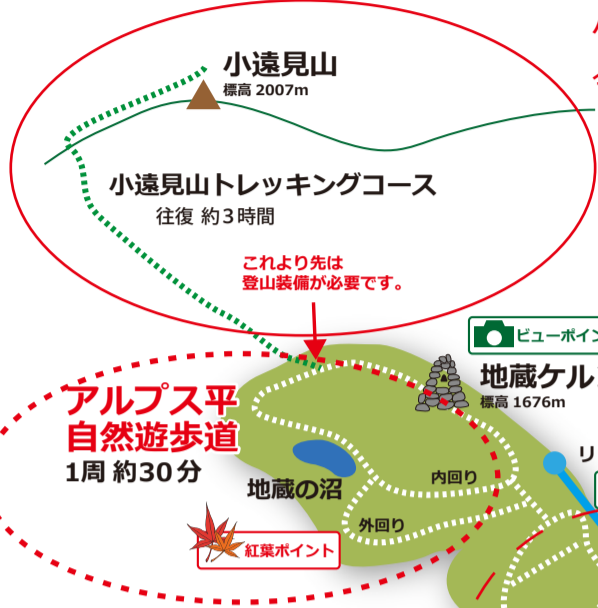 小遠見山
標高 2007m
小遠見山トレッキングコース
往復 約3時間
これより先は
登山装備が必要です。
ビューポイン
地蔵ケル
標高 1676m
アルプス平
自然遊歩道
1周 約30分
リ
地蔵の沼
内回り
外回り
紅葉ポイント